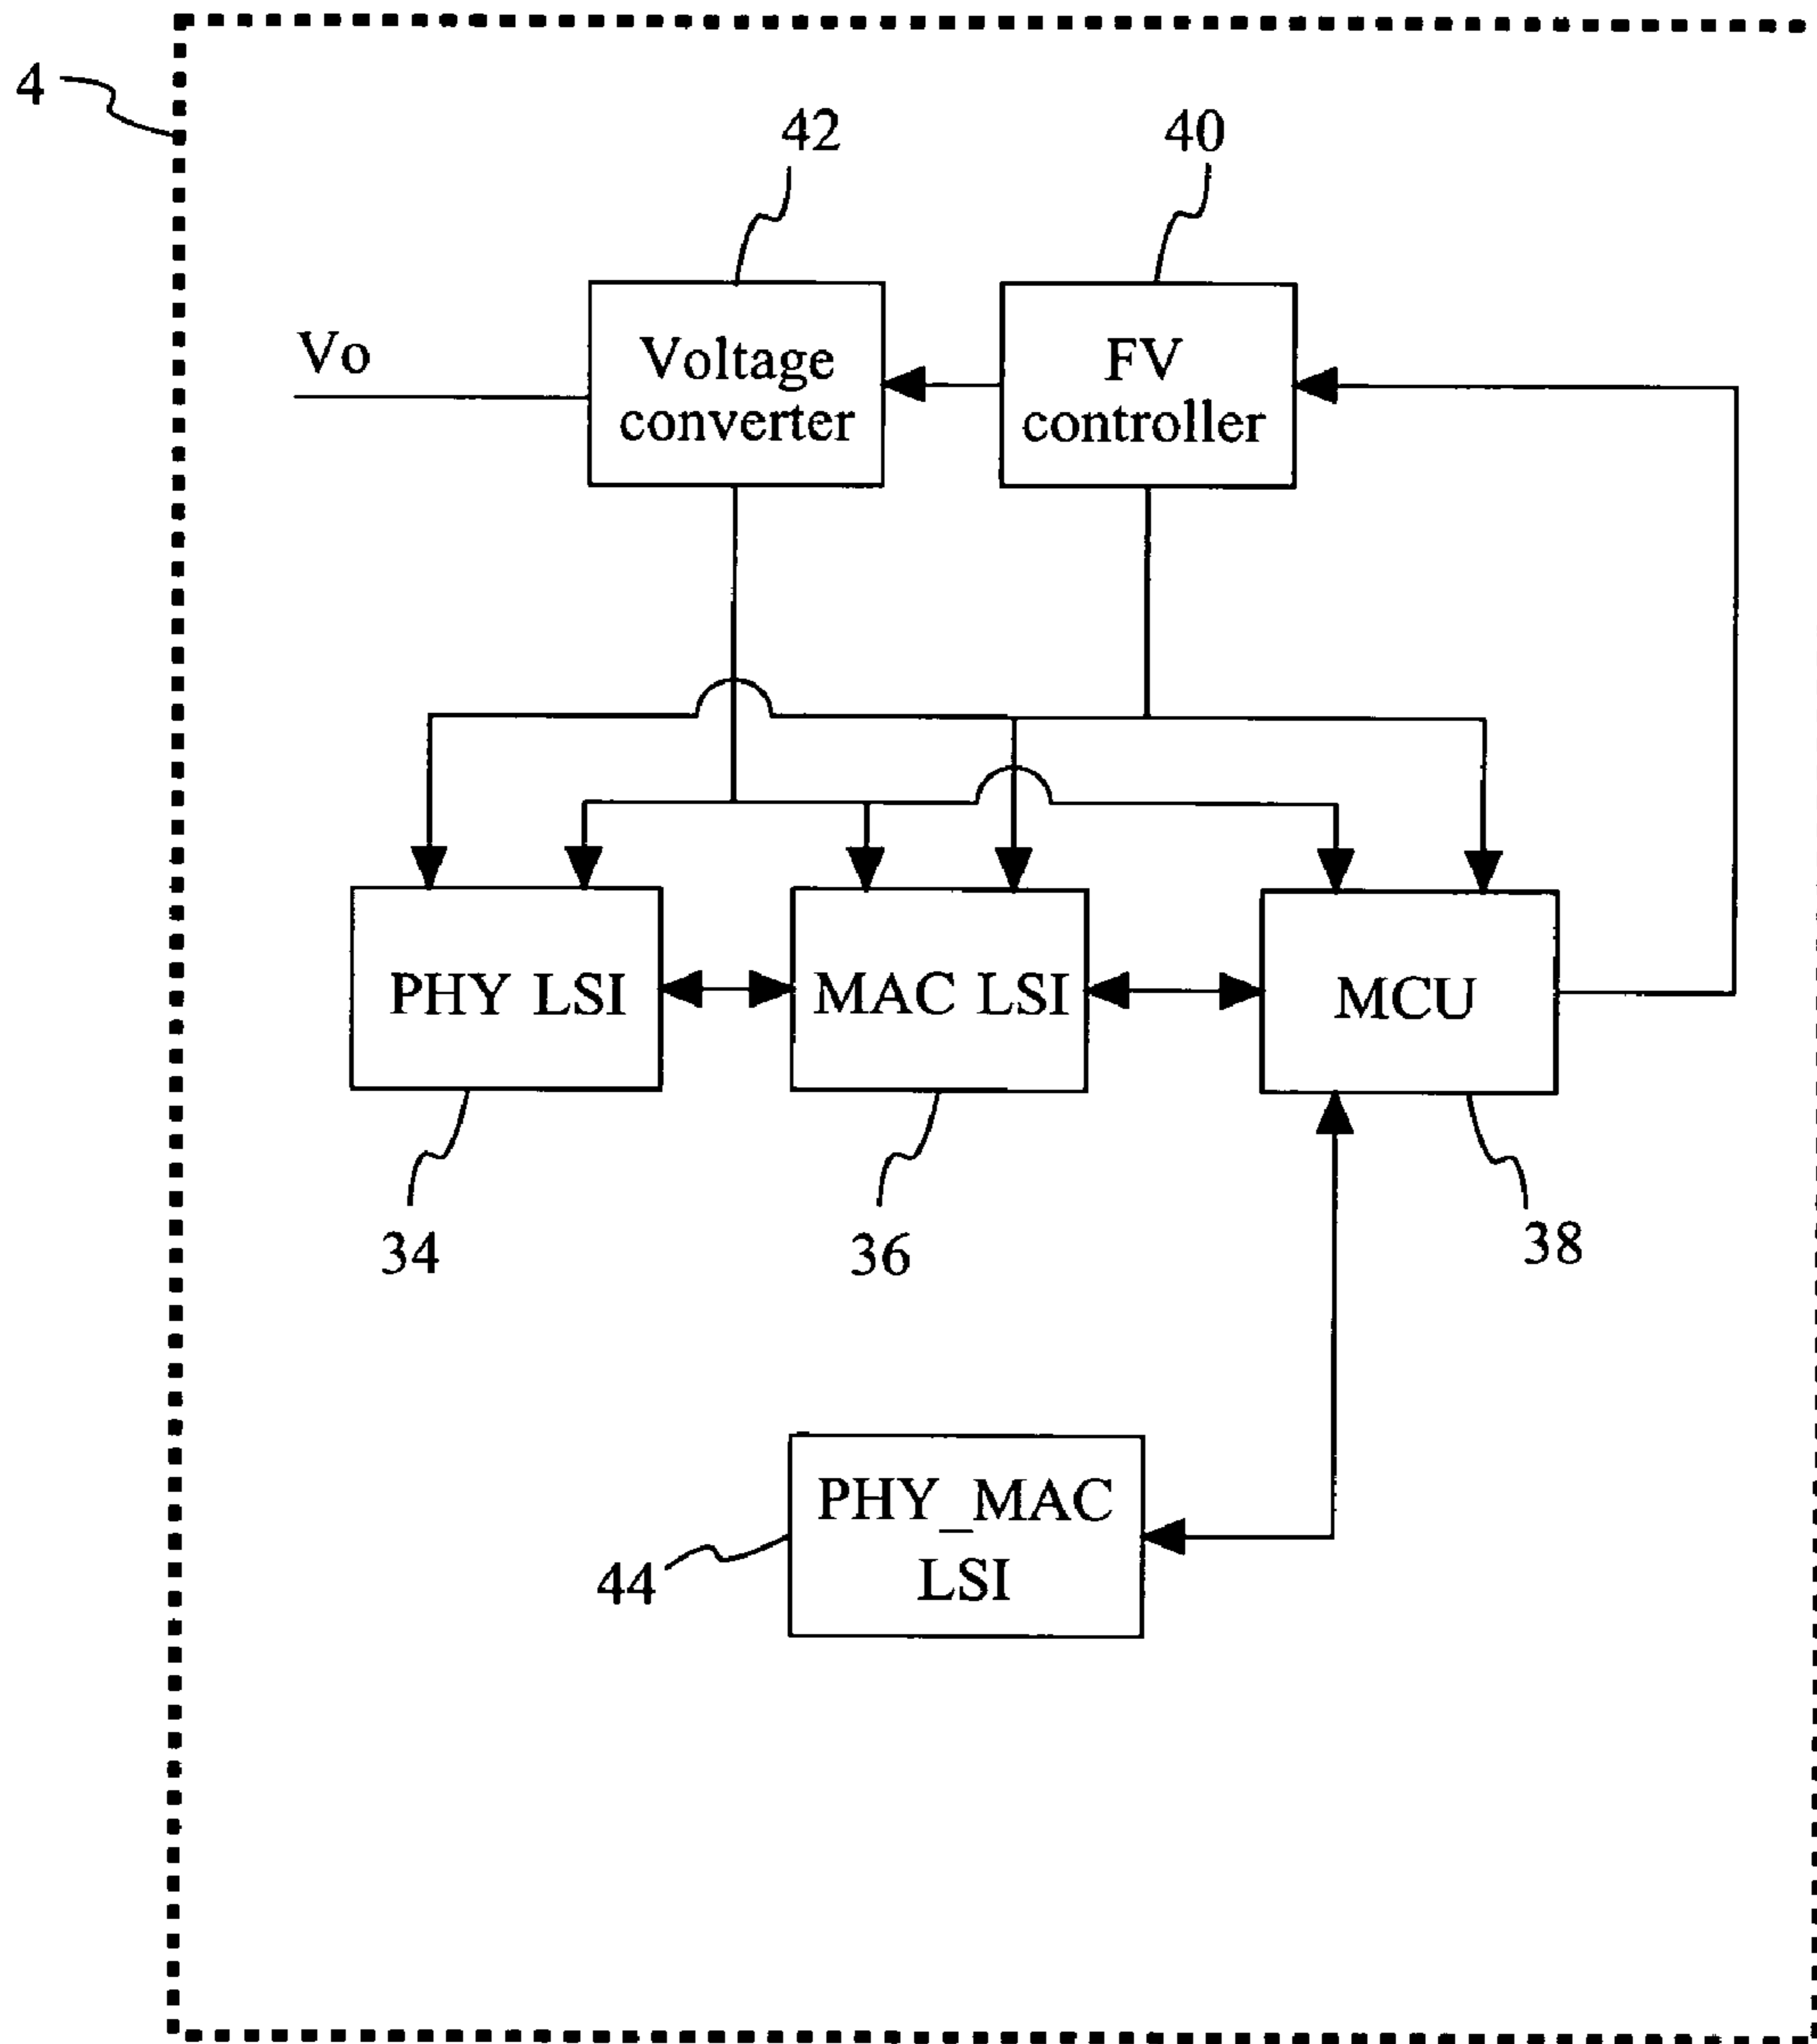 4
42
40
Vo
Voltage
converter
FV
controller
PHY LSI
MAC LSI
MCU
34
36
38
PHY_MAC
LSI
44